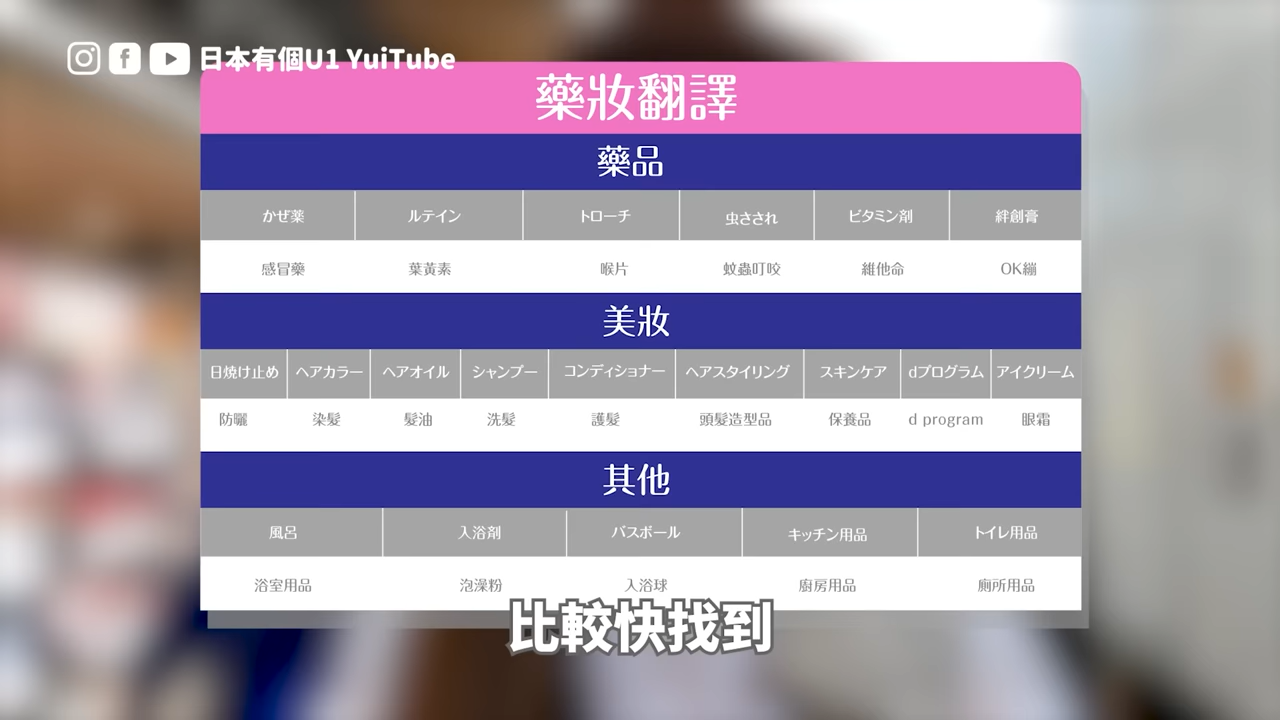 日本有個U1 YuiTube
藥妝翻譯
藥品
かぜ薬 ルテイン トローチ 虫さされ ビタミン剤 絆創膏
感冒藥 葉黃素 喉片 蚊蟲叮咬 維他命 OK繃
美妝
日焼け止め ヘアカラー ヘアオイル シャンプー コンディショナー ヘアスタイリング スキンケア dプログラム アイクリーム
防曬 染髮 髮油 洗髮 護髮 頭髮造型品 保養品 d program 眼霜
其他
風呂 入浴剤 バスボール キッチン用品 トイレ用品
浴室用品 泡澡粉 入浴球 廚房用品 廁所用品
比較快找到